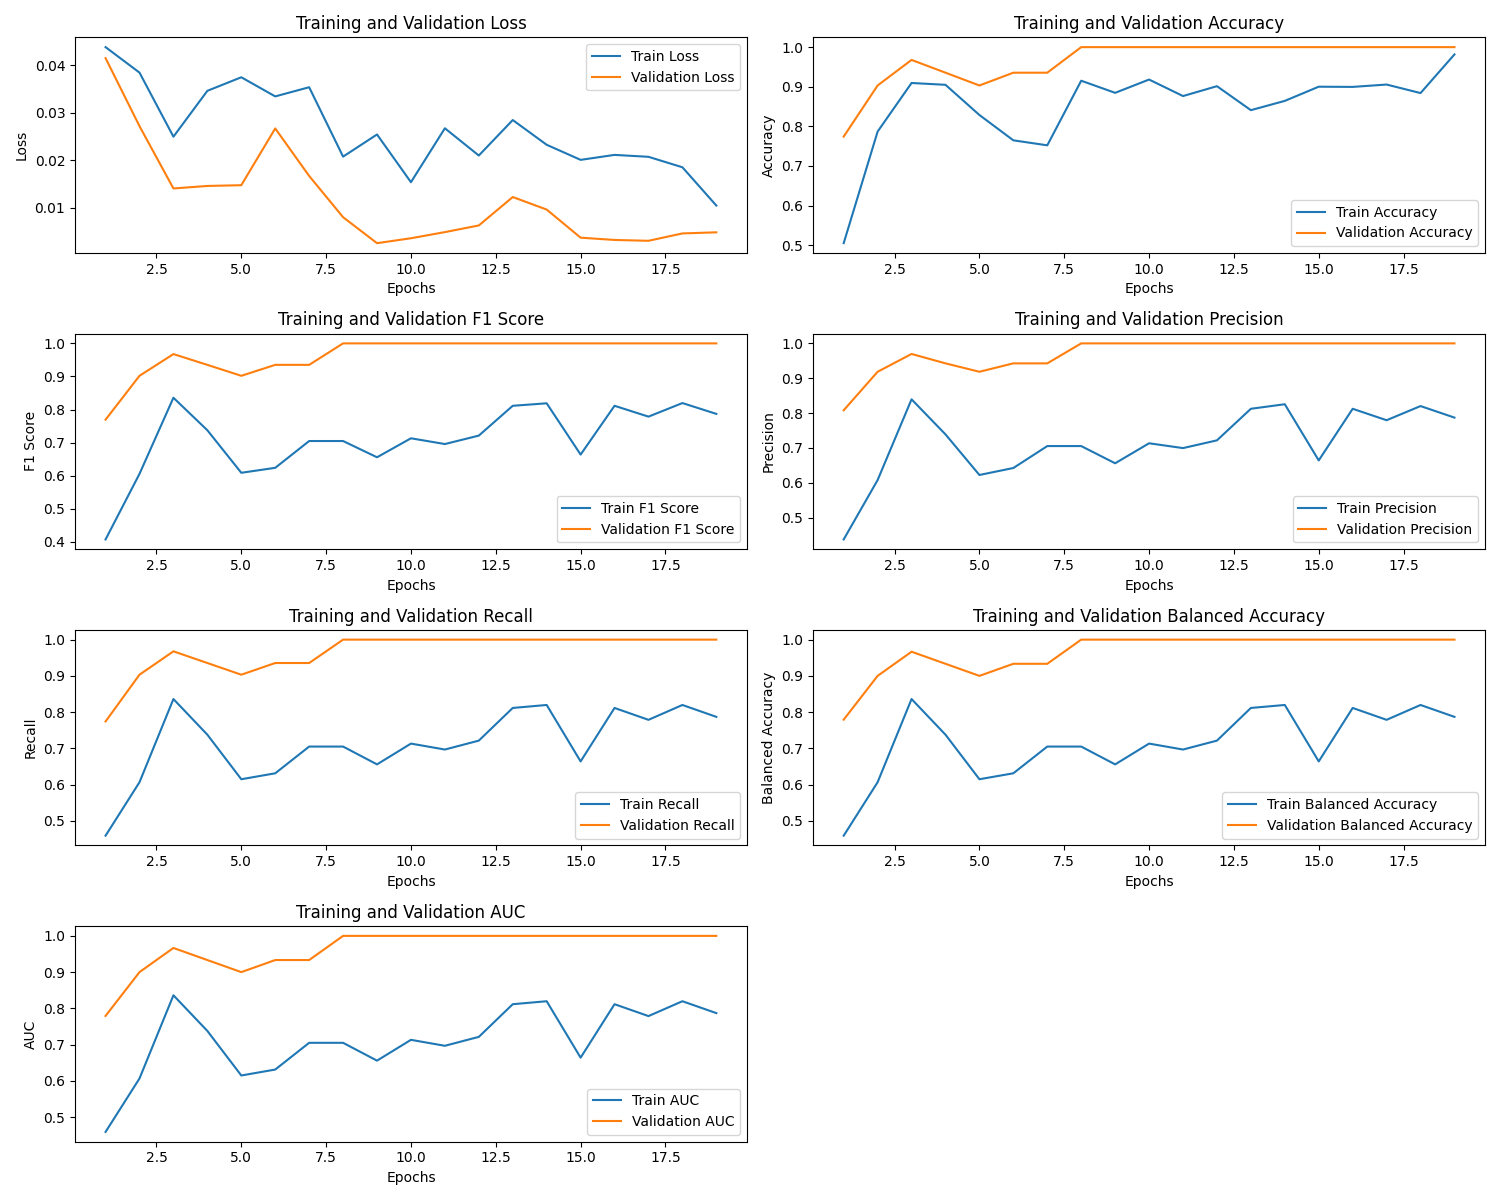 Training and Validation Loss
0.04
0.03
0.02
0.01
Loss
Train Loss
Validation Loss
2.5 5.0 7.5 10.0 12.5 15.0 17.5
Epochs
Training and Validation Accuracy
1.0
0.9
0.8
0.7
0.6
0.5
Accuracy
Train Accuracy
Validation Accuracy
2.5 5.0 7.5 10.0 12.5 15.0 17.5
Epochs
Training and Validation F1 Score
1.0
0.9
0.8
0.7
0.6
0.5
0.4
F1 Score
Train F1 Score
Validation F1 Score
2.5 5.0 7.5 10.0 12.5 15.0 17.5
Epochs
Training and Validation Precision
1.0
0.9
0.8
0.7
0.6
0.5
Precision
Train Precision
Validation Precision
2.5 5.0 7.5 10.0 12.5 15.0 17.5
Epochs
Training and Validation Recall
1.0
0.9
0.8
0.7
0.6
0.5
Recall
Train Recall
Validation Recall
2.5 5.0 7.5 10.0 12.5 15.0 17.5
Epochs
Training and Validation Balanced Accuracy
1.0
0.9
0.8
0.7
0.6
0.5
Balanced Accuracy
Train Balanced Accuracy
Validation Balanced Accuracy
2.5 5.0 7.5 10.0 12.5 15.0 17.5
Epochs
Training and Validation AUC
1.0
0.9
0.8
0.7
0.6
0.5
AUC
Train AUC
Validation AUC
2.5 5.0 7.5 10.0 12.5 15.0 17.5
Epochs